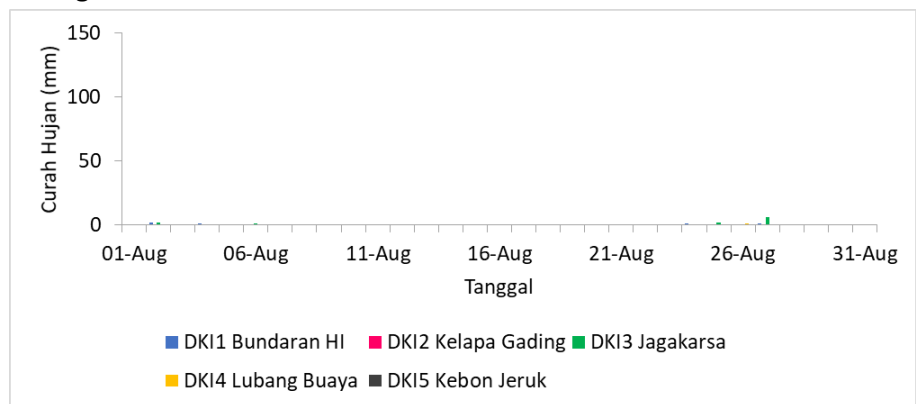 150
100
50
0
Curah Hujan (mm)
01-Aug 06-Aug 11-Aug 16-Aug 21-Aug 26-Aug 31-Aug
Tanggal
DKI1 Bundaran HI DKI2 Kelapa Gading DKI3 Jagakarsa
DKI4 Lubang Buaya DKI5 Kebon Jeruk